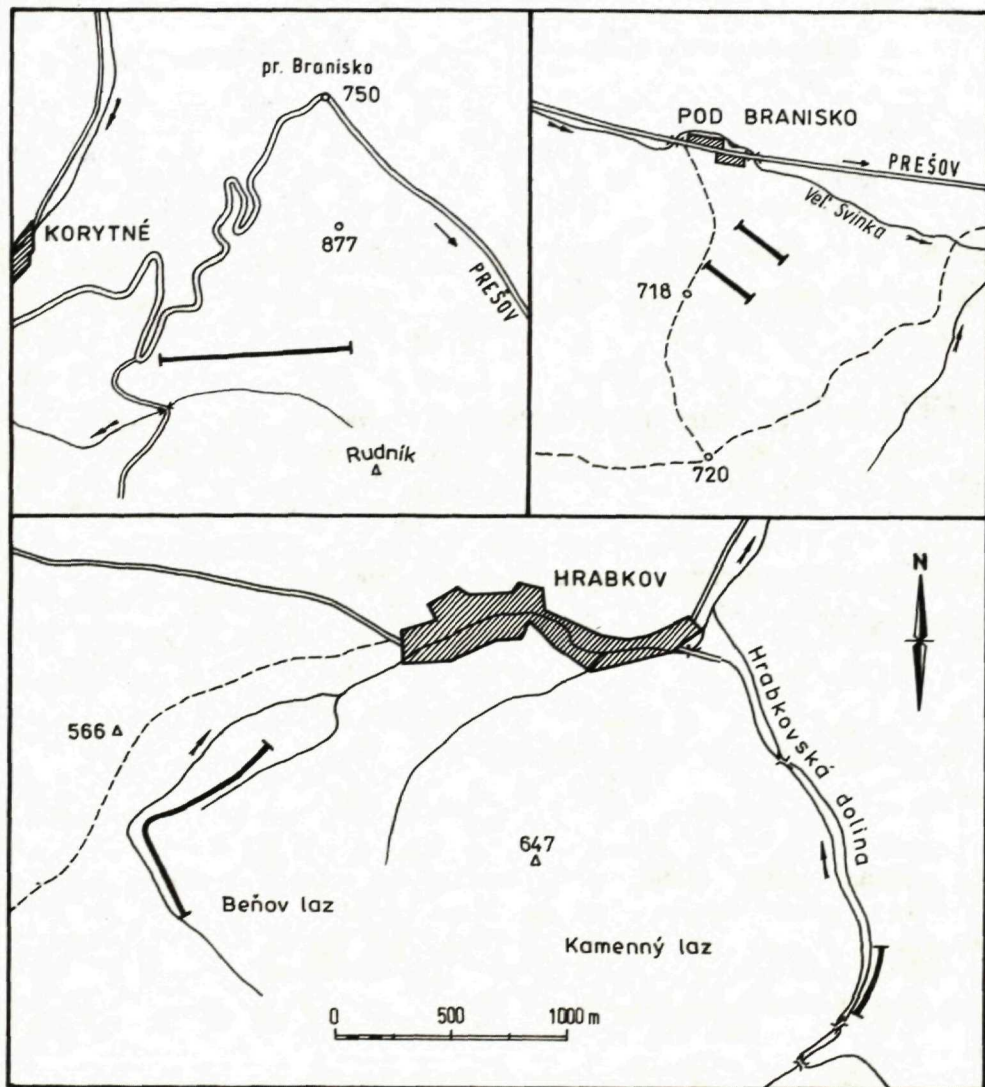 pr. Branisko
750
KORYTNÉ
877
PREŠOV
Rudník
POD BRANISKO
PREŠOV
Veľ. Svinka
718
720
HRABKOV
N
Hrabkovská dolina
566
647
Beňov laz
Kamenný laz
0 500 1000 m